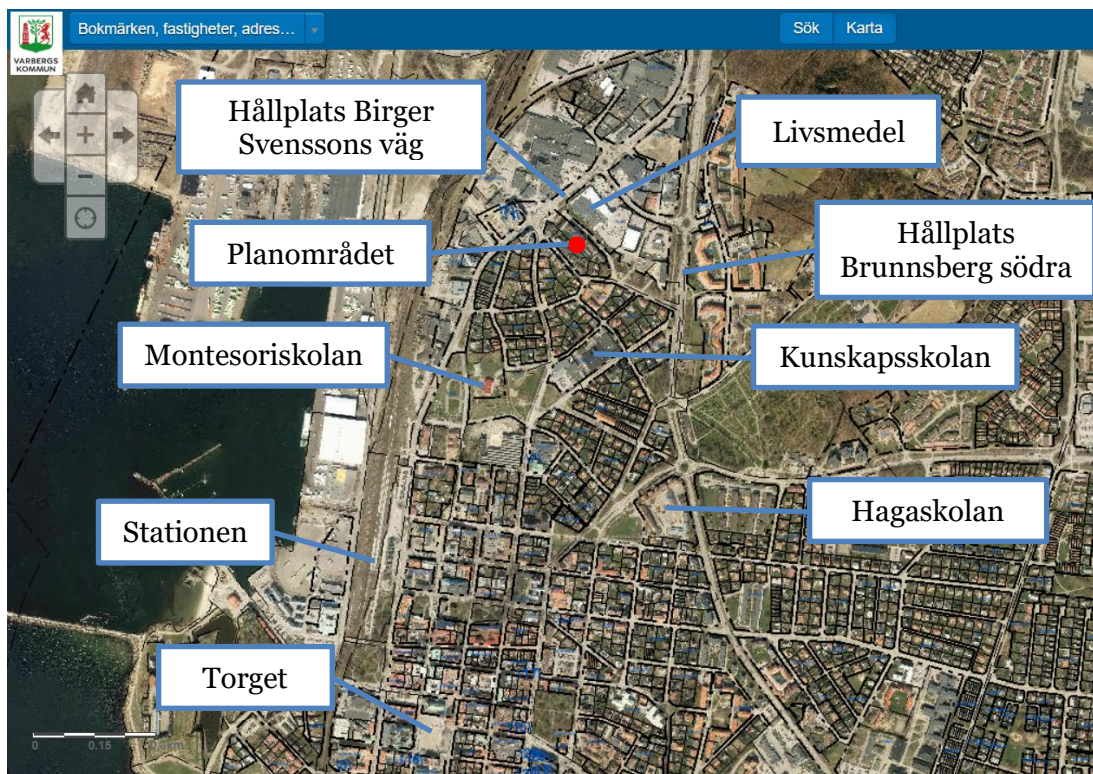 Bokmärken, fastigheter, adres…
Sök
Karta
VARBERGS
KOMMUN
Hållplats Birger
Svenssons väg
Livsmedel
Planområdet
Hållplats
Brunnsberg södra
Montesoriskolan
Kunskapsskolan
Stationen
Hagaskolan
Torget
0
0,15